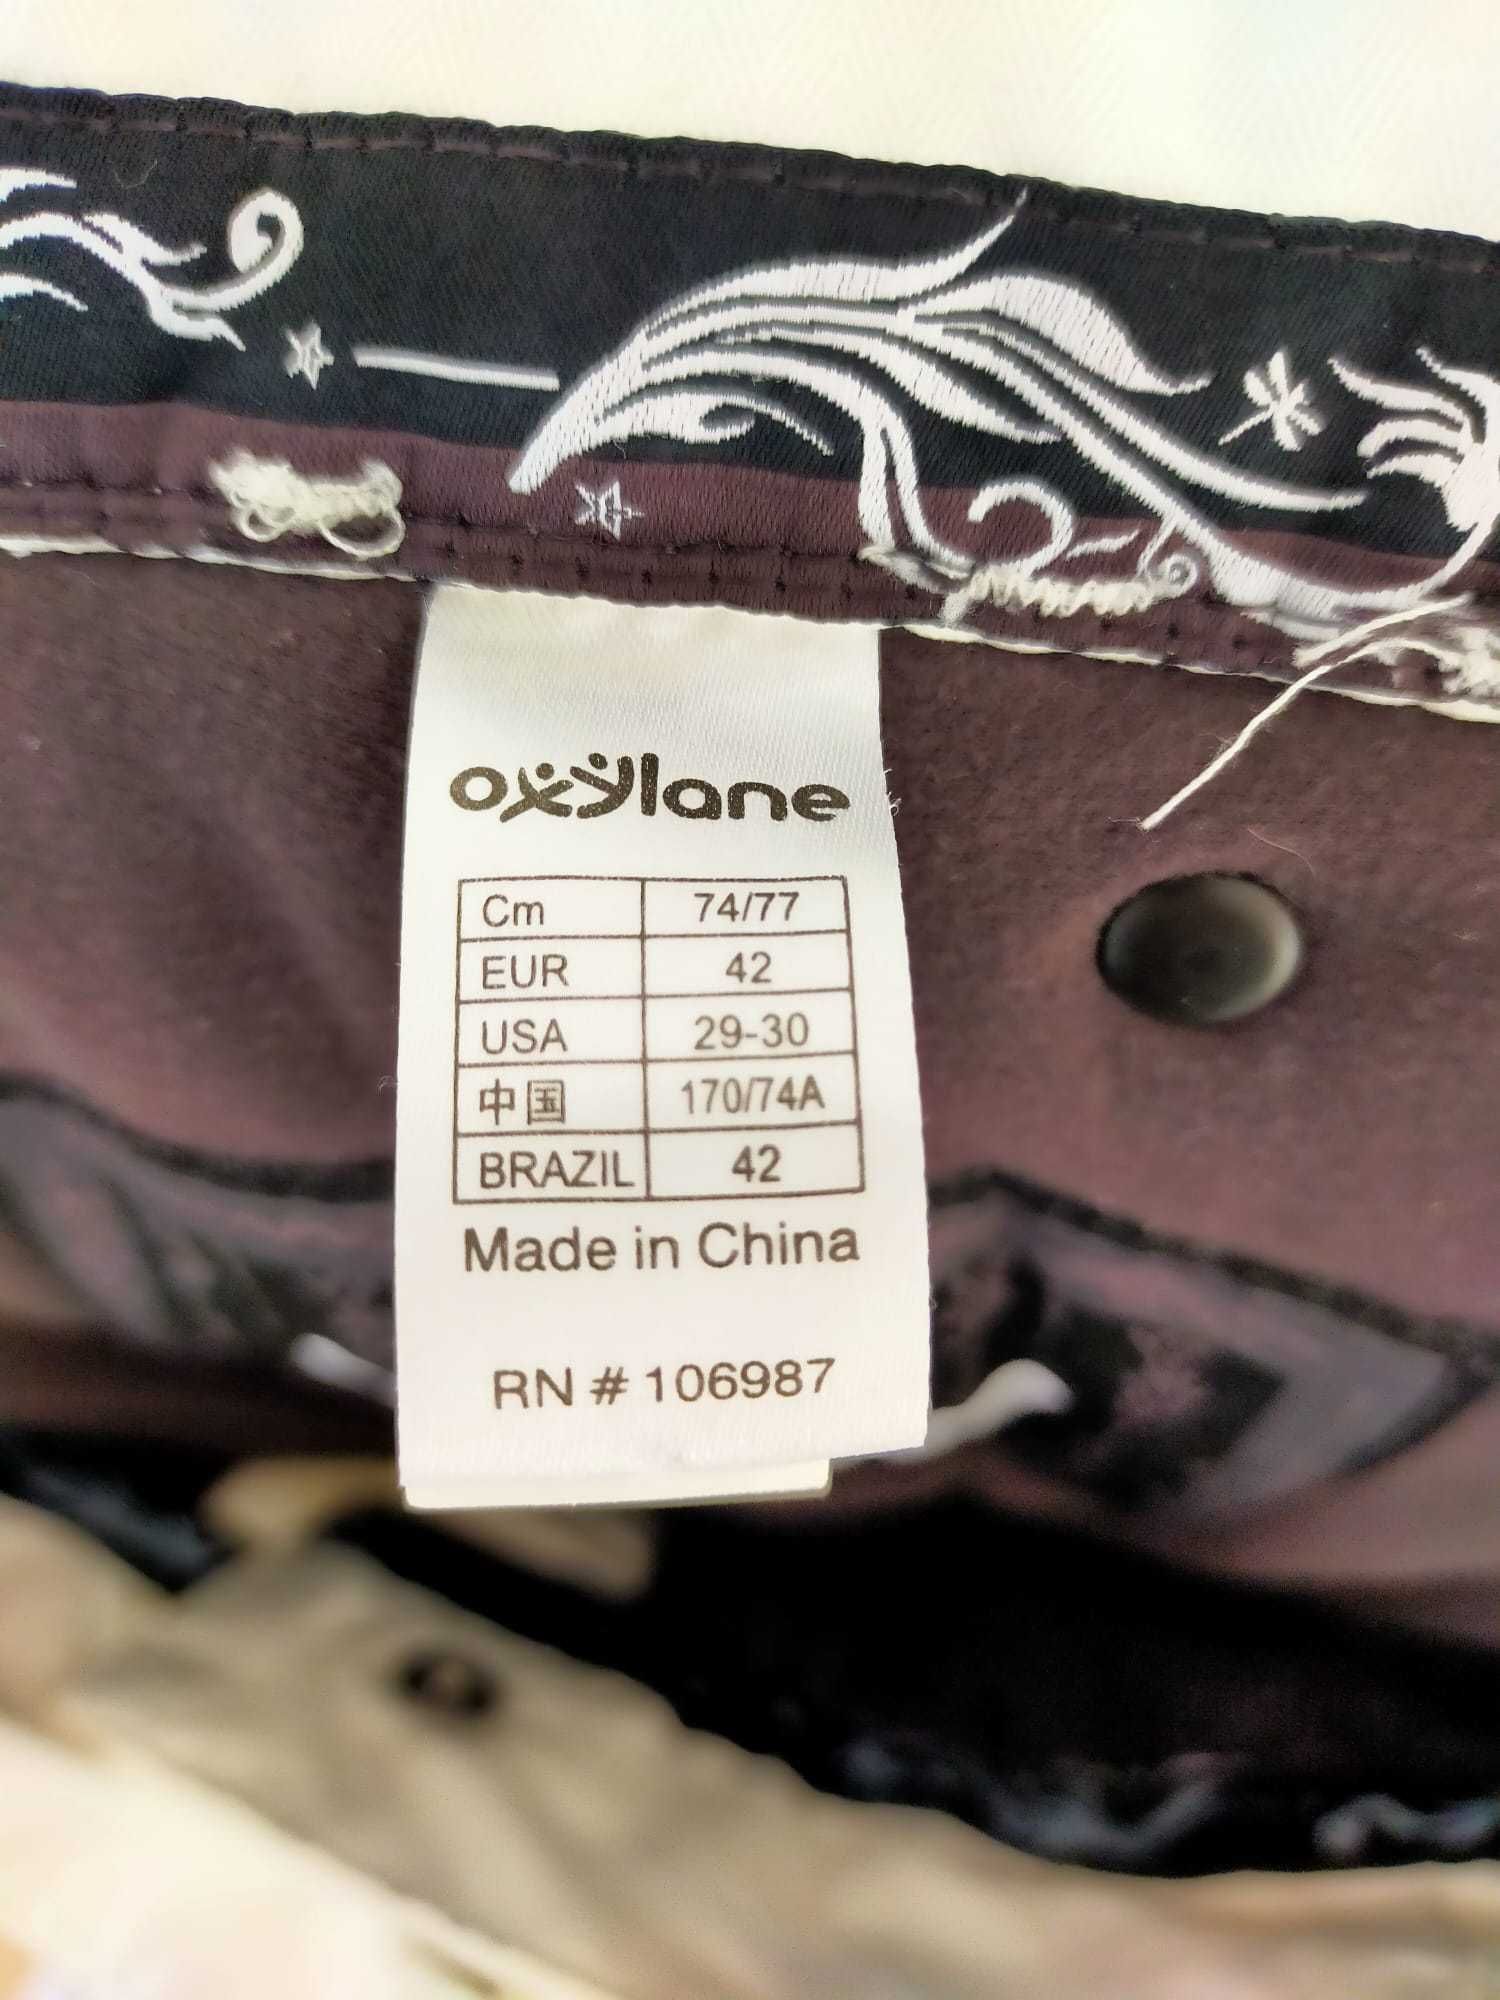 oxylane
Cm 74/77
EUR 42
USA 29-30
中国 170/74A
BRAZIL 42
Made in China
RN # 106987